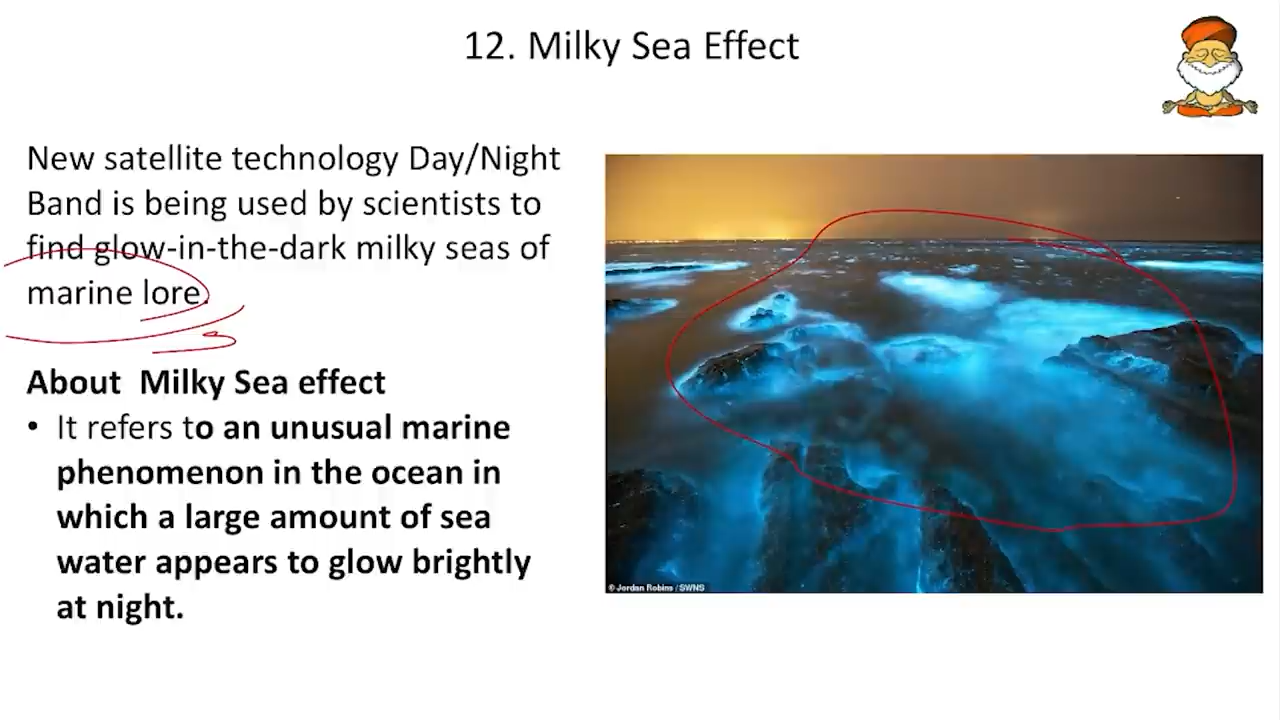 12. Milky Sea Effect
New satellite technology Day/Night
Band is being used by scientists to
find glow-in-the-dark milky seas of
marine lore.
About  Milky Sea effect
• It refers to an unusual marine
phenomenon in the ocean in
which a large amount of sea
water appears to glow brightly
at night.
© Jordan Robins / SWNS